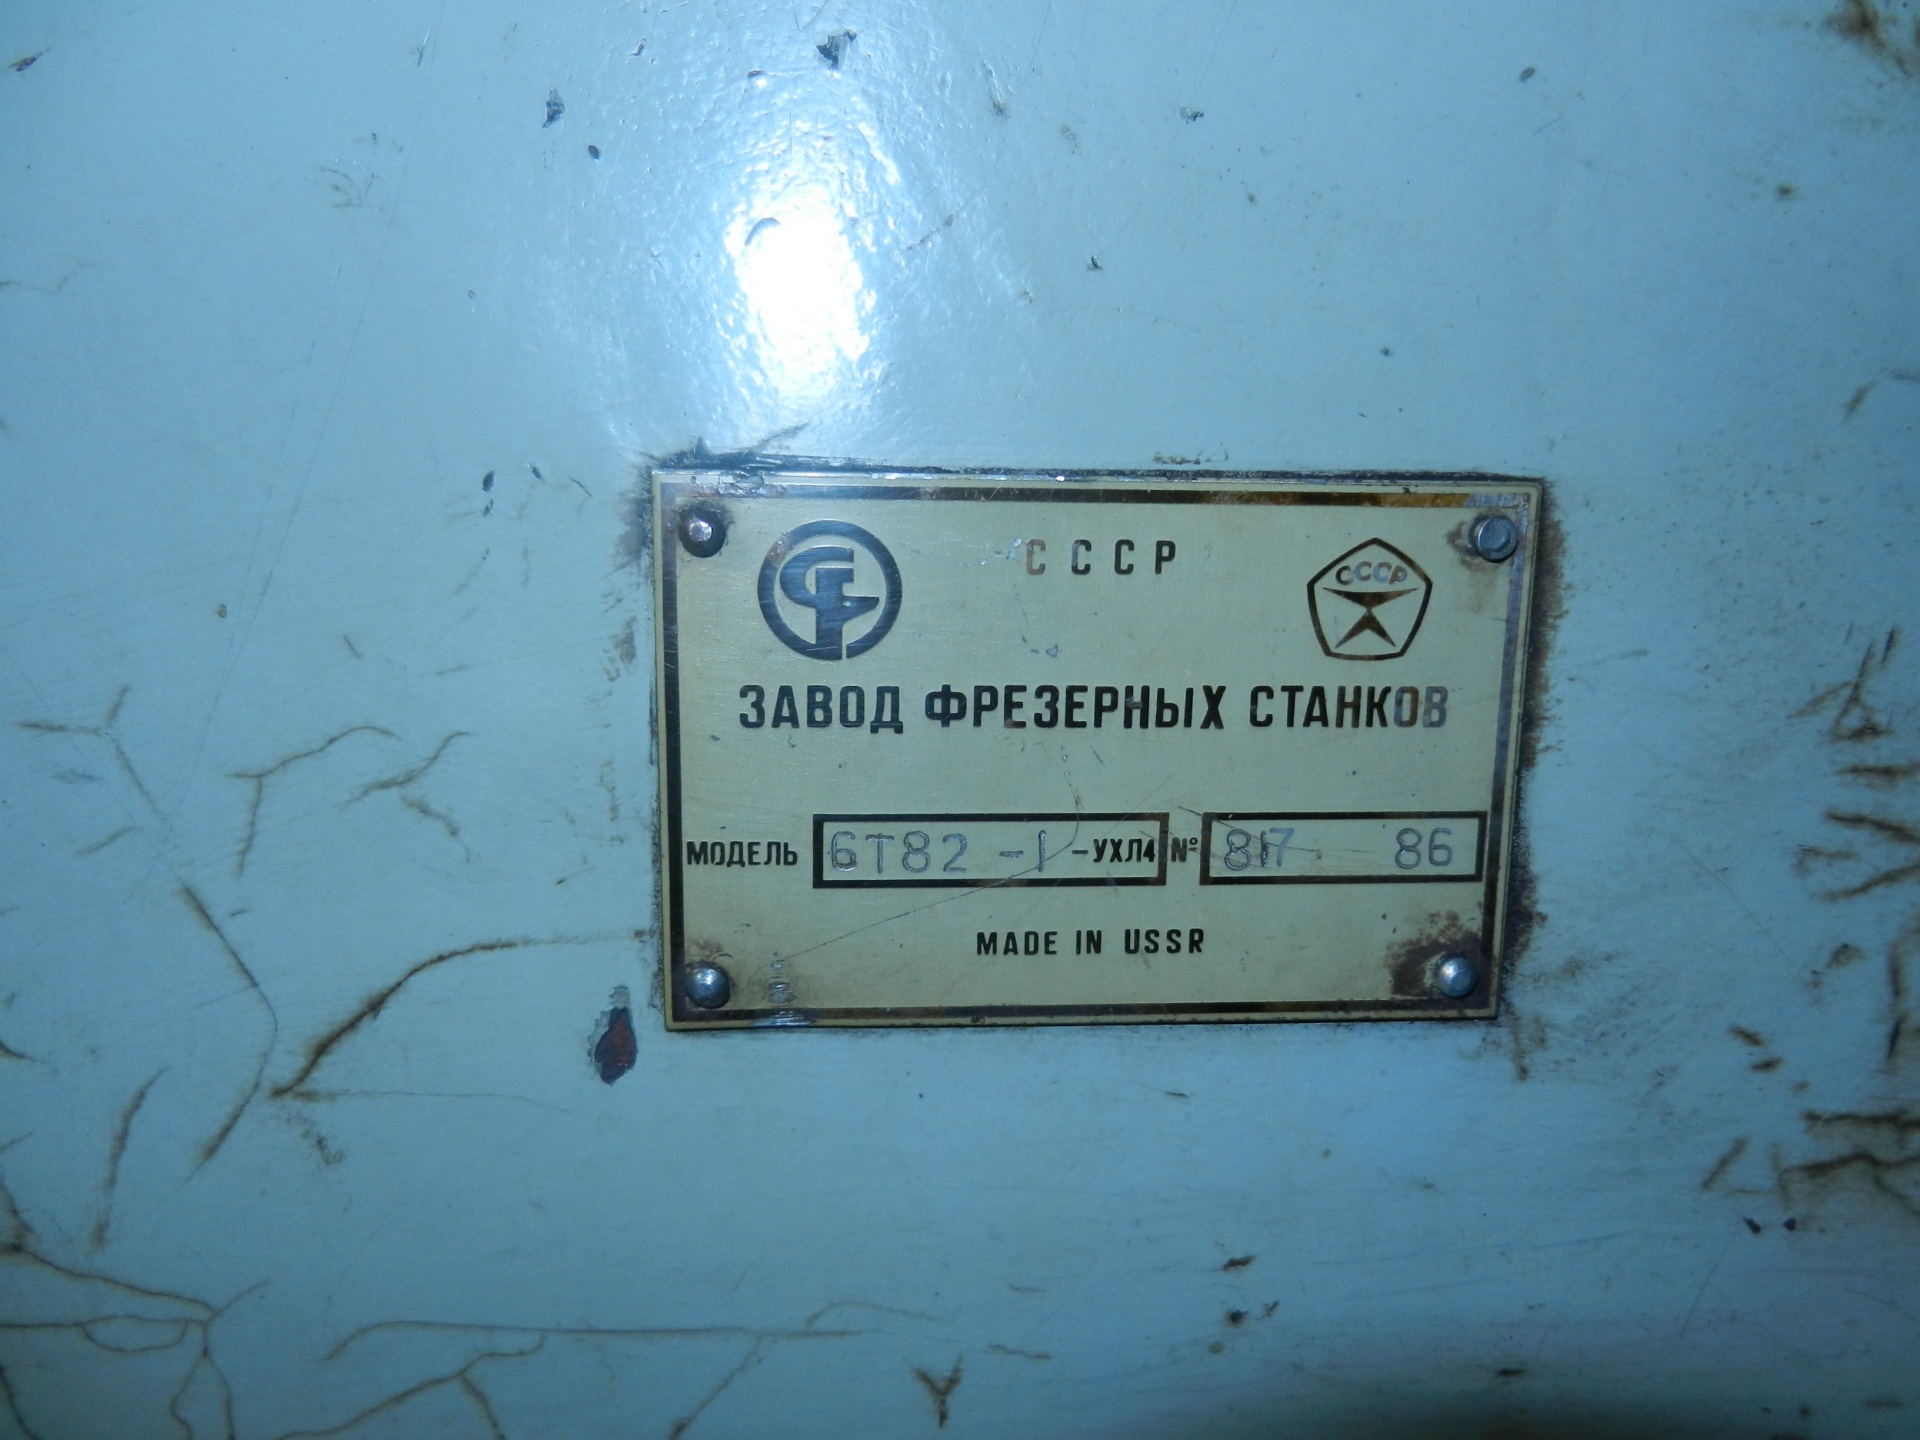 СССР
СССР
ЗАВОД ФРЕЗЕРНЫХ СТАНКОВ
МОДЕЛЬ 6Т82 -1 -УХЛ4 № 817 86
MADE IN USSR